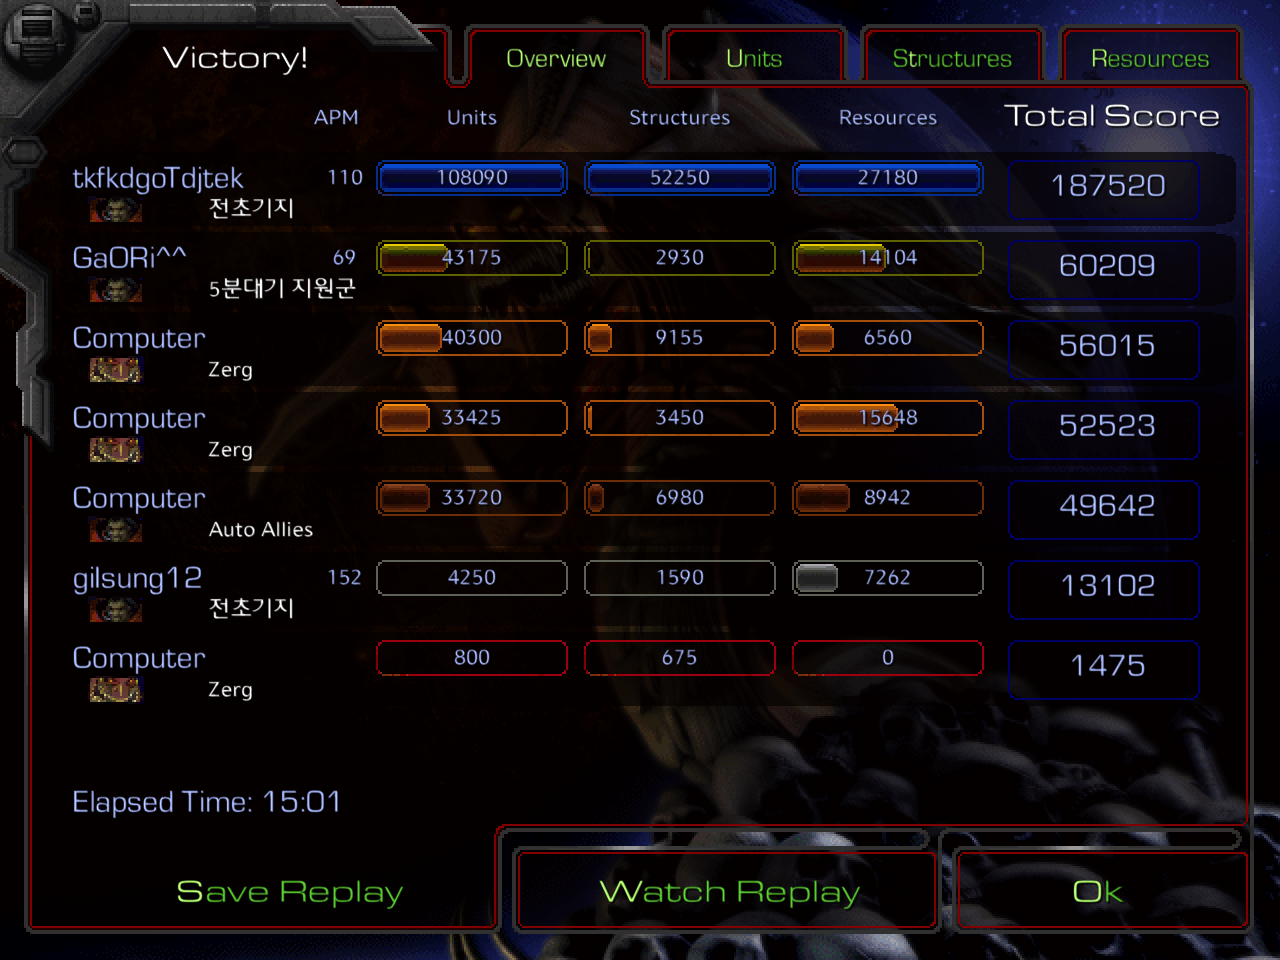 Victory!
Overview
Units
Structures
Resources
APM
Units
Structures
Resources
Total Score
tkfkdgoTdjtek 110 108090 52250 27180 187520
전초기지
GaORi^^ 69 43175 2930 14104 60209
5분대기 지원군
Computer 40300 9155 6560 56015
Zerg
Computer 33425 3450 15648 52523
Zerg
Computer 33720 6980 8942 49642
Auto Allies
gilsung12 152 4250 1590 7262 13102
전초기지
Computer 800 675 0 1475
Zerg
Elapsed Time: 15:01
Save Replay
Watch Replay
Ok